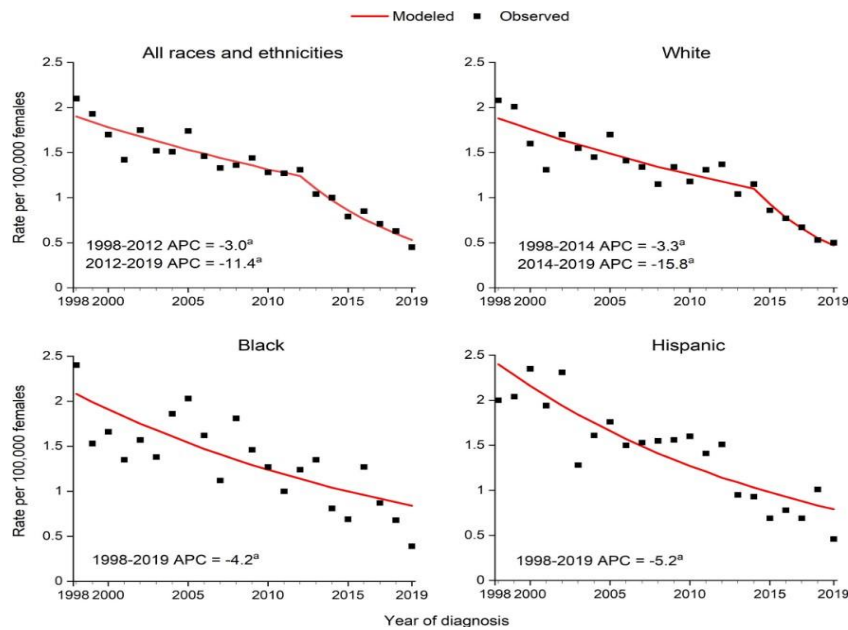 Modeled Observed
All races and ethnicities
Rate per 100,000 females
2.5
2
1.5
1
0.5
0
1998-2012 APC = -3.0a
2012-2019 APC = -11.4a
1998 2000 2005 2010 2015 2019
White
2.5
2
1.5
1
0.5
0
1998-2014 APC = -3.3a
2014-2019 APC = -15.8a
1998 2000 2005 2010 2015 2019
Black
Rate per 100,000 females
2.5
2
1.5
1
0.5
0
1998-2019 APC = -4.2a
1998 2000 2005 2010 2015 2019
Hispanic
2.5
2
1.5
1
0.5
0
1998-2019 APC = -5.2a
1998 2000 2005 2010 2015 2019
Year of diagnosis